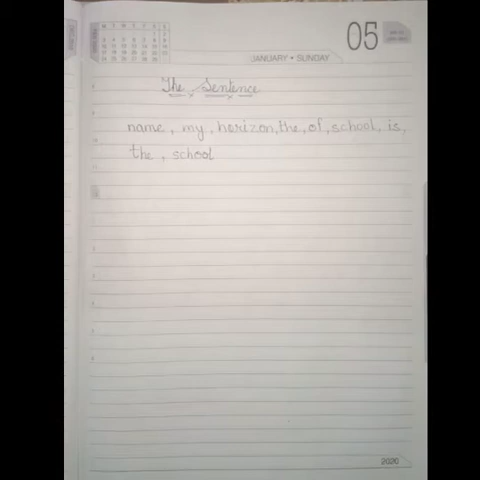 05
JANUARY • SUNDAY
The Sentence
name, my, horizon, the, of, school, is,
the, school
2020